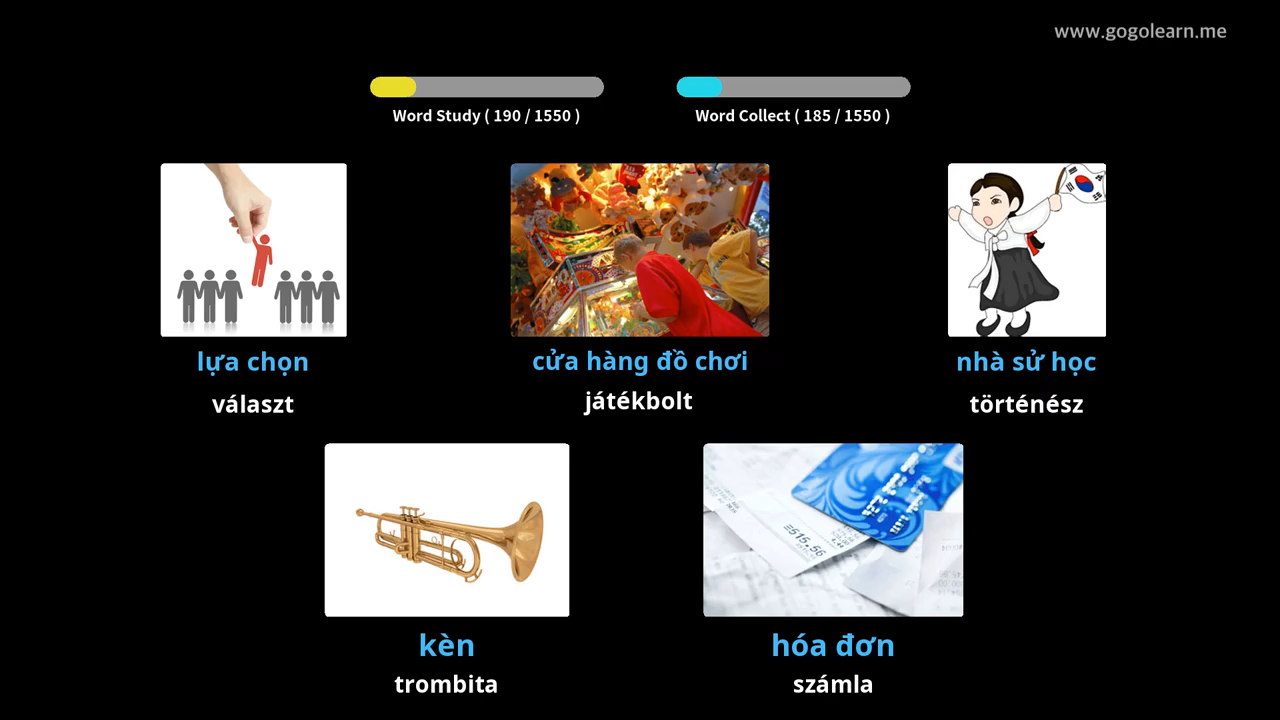 www.gogolearn.me
Word Study ( 190 / 1550 )
Word Collect ( 185 / 1550 )
lựa chọn
választ
cửa hàng đồ chơi
játékbolt
nhà sử học
történész
kèn
trombita
hóa đơn
számla